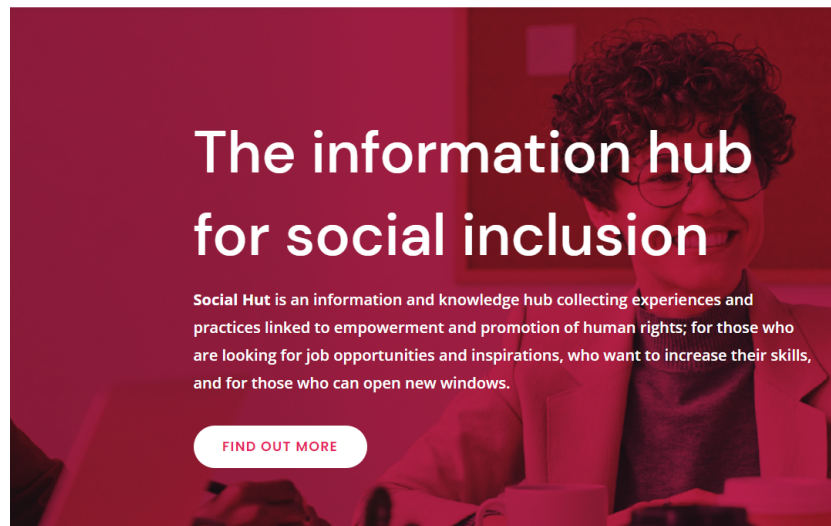 The information hub
for social inclusion
Social Hut is an information and knowledge hub collecting experiences and
practices linked to empowerment and promotion of human rights; for those who
are looking for job opportunities and inspirations, who want to increase their skills,
and for those who can open new windows.
FIND OUT MORE